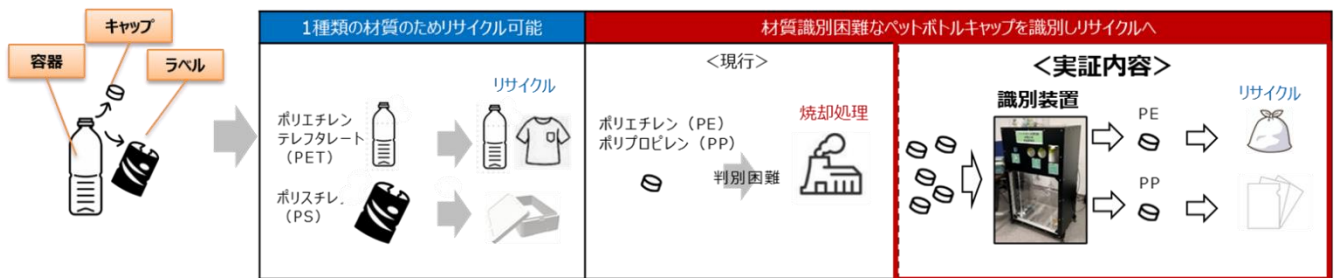 キャップ
容器
ラベル
1種類の材質のためリサイクル可能
リサイクル
ポリエチレン
テレフタレート
(PET)
ポリスチレ
(PS)
材質識別困難なペットボトルキャップを識別しリサイクルへ
<現行>
ポリエチレン(PE)
ポリプロピレン(PP)
判別困難
焼却処理
<実証内容>
識別装置
PE
PP
リサイクル